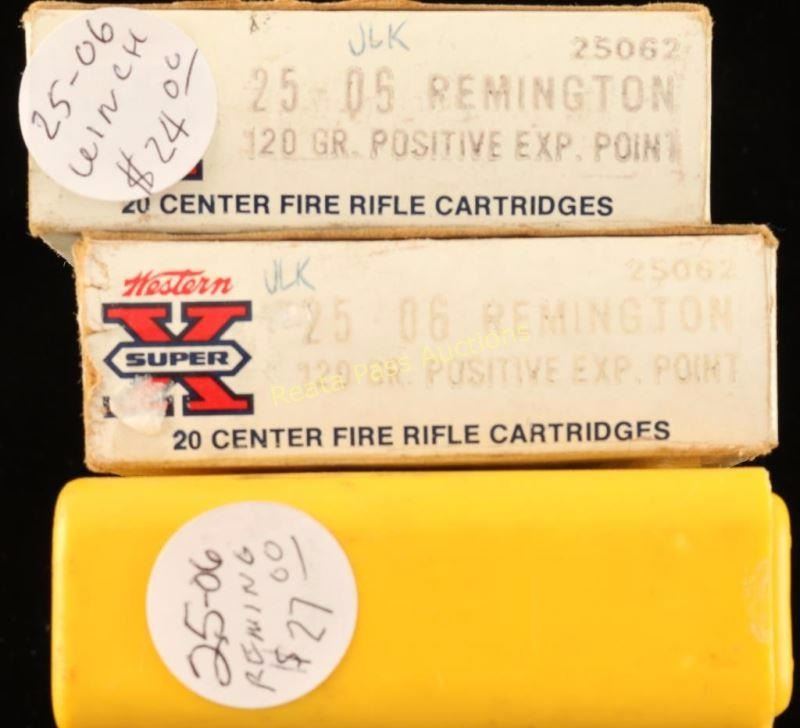 25-06
WINCH
$24 00
JLK
25062
25 06 REMINGTON
120 GR. POSITIVE EXP. POINT
20 CENTER FIRE RIFLE CARTRIDGES
Western
X
SUPER
JLK
25062
25 06 REMINGTON
120 GR. POSITIVE EXP. POINT
Reata Pass Auctions
20 CENTER FIRE RIFLE CARTRIDGES
25-06
REMING
$27 00